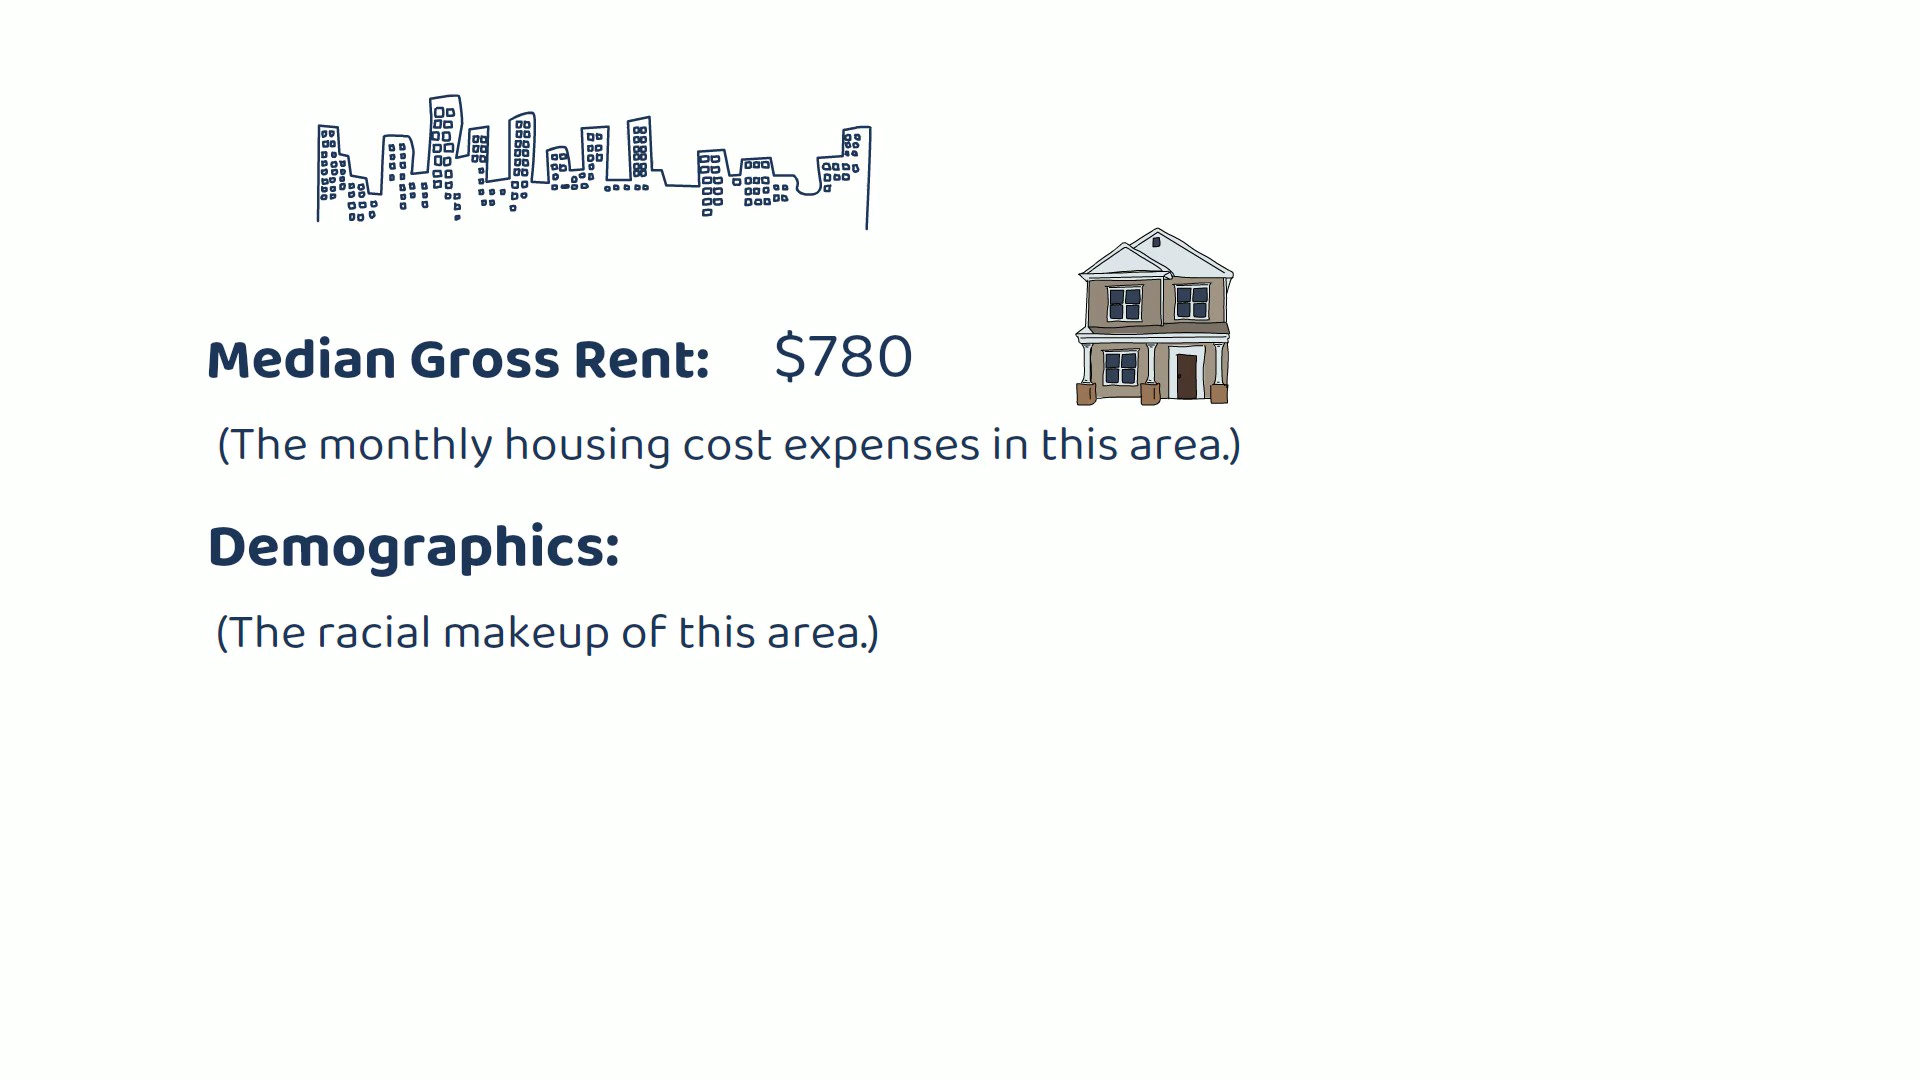 Median Gross Rent: $780
(The monthly housing cost expenses in this area.)
Demographics:
(The racial makeup of this area.)